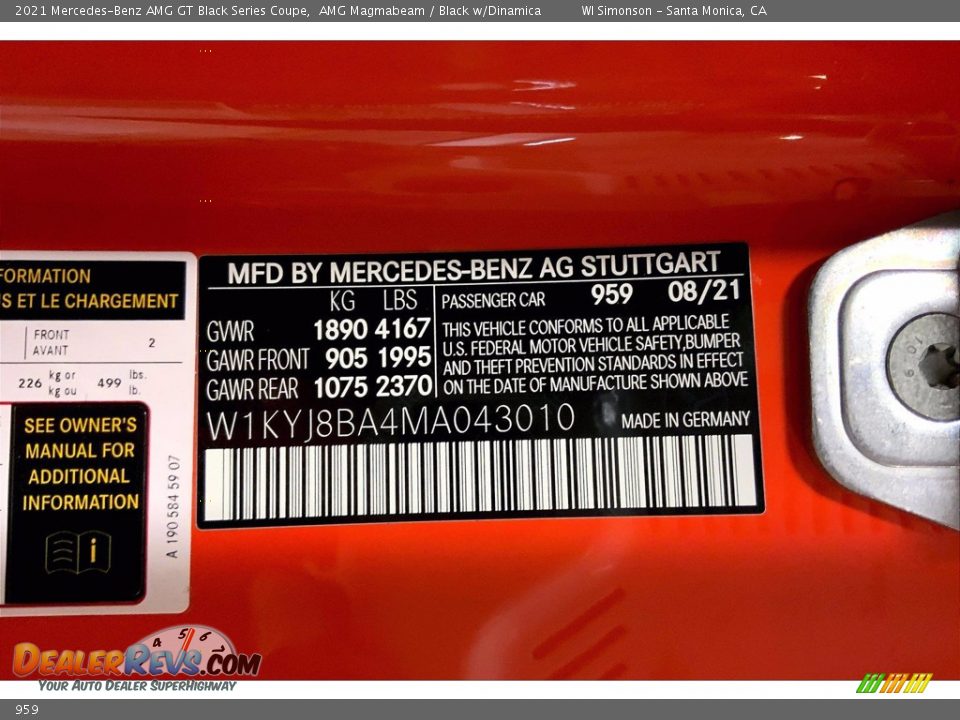 2021 Mercedes-Benz AMG GT Black Series Coupe,  AMG Magmabeam / Black w/Dinamica    WI Simonson - Santa Monica, CA
FORMATION
S ET LE CHARGEMENT
FRONT
AVANT
2
226 kg or 499 lbs.
kg ou lb.
SEE OWNER'S
MANUAL FOR
ADDITIONAL
INFORMATION
i
A 190 584 59 07
MFD BY MERCEDES-BENZ AG STUTTGART
KG LBS
GVWR 1890 4167
GAWR FRONT 905 1995
GAWR REAR 1075 2370
PASSENGER CAR 959 08/21
THIS VEHICLE CONFORMS TO ALL APPLICABLE
U.S. FEDERAL MOTOR VEHICLE SAFETY,BUMPER
AND THEFT PREVENTION STANDARDS IN EFFECT
ON THE DATE OF MANUFACTURE SHOWN ABOVE
W1KYJ8BA4MA043010
MADE IN GERMANY
4 5 6
DEALERREVS.COM
YOUR AUTO DEALER SUPERHIGHWAY
959